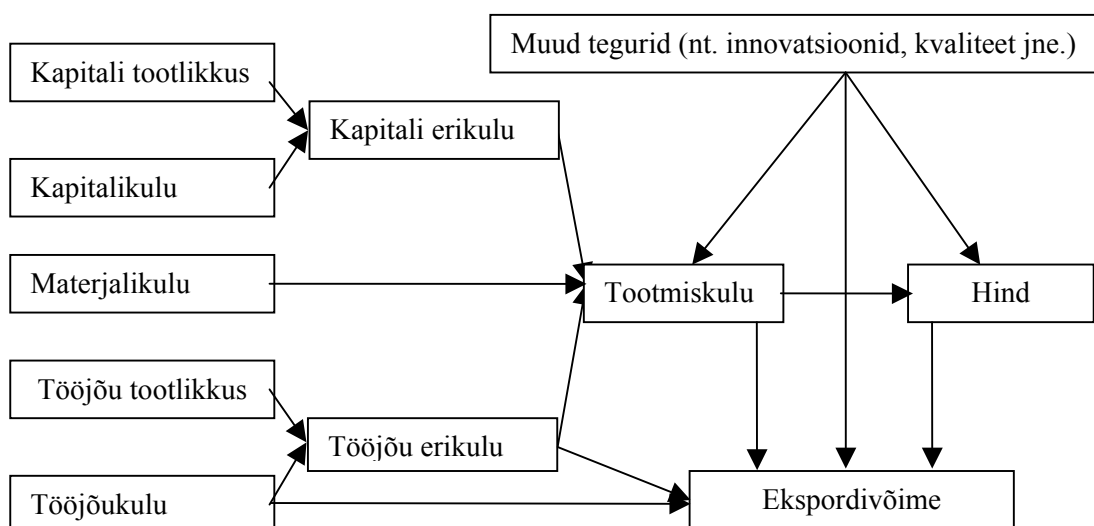 Muud tegurid (nt. innovatsioonid, kvaliteet jne.)
Kapitali tootlikkus
Kapitali erikulu
Kapitalikulu
Materjalikulu
Tootmiskulu
Hind
Tööjõu tootlikkus
Tööjõu erikulu
Tööjõukulu
Ekspordivõime